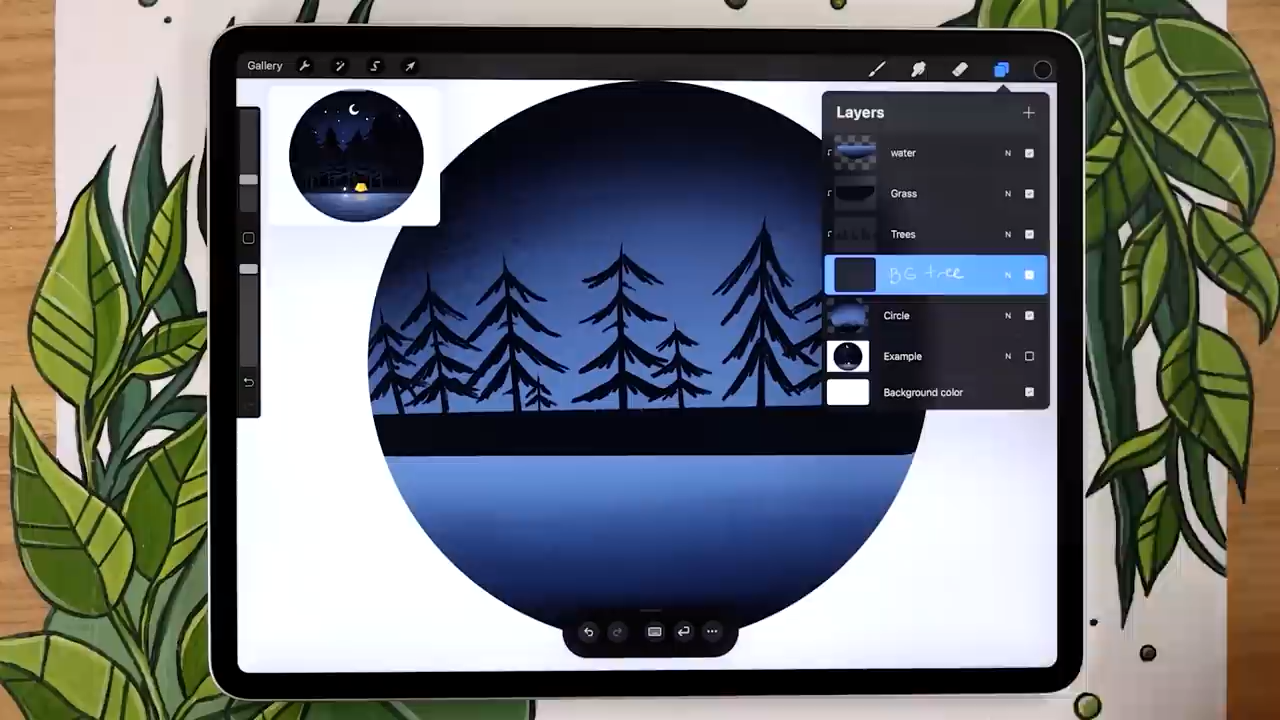 Gallery
Layers
water N
Grass N
Trees N
BG tree N
Circle N
Example N
Background color